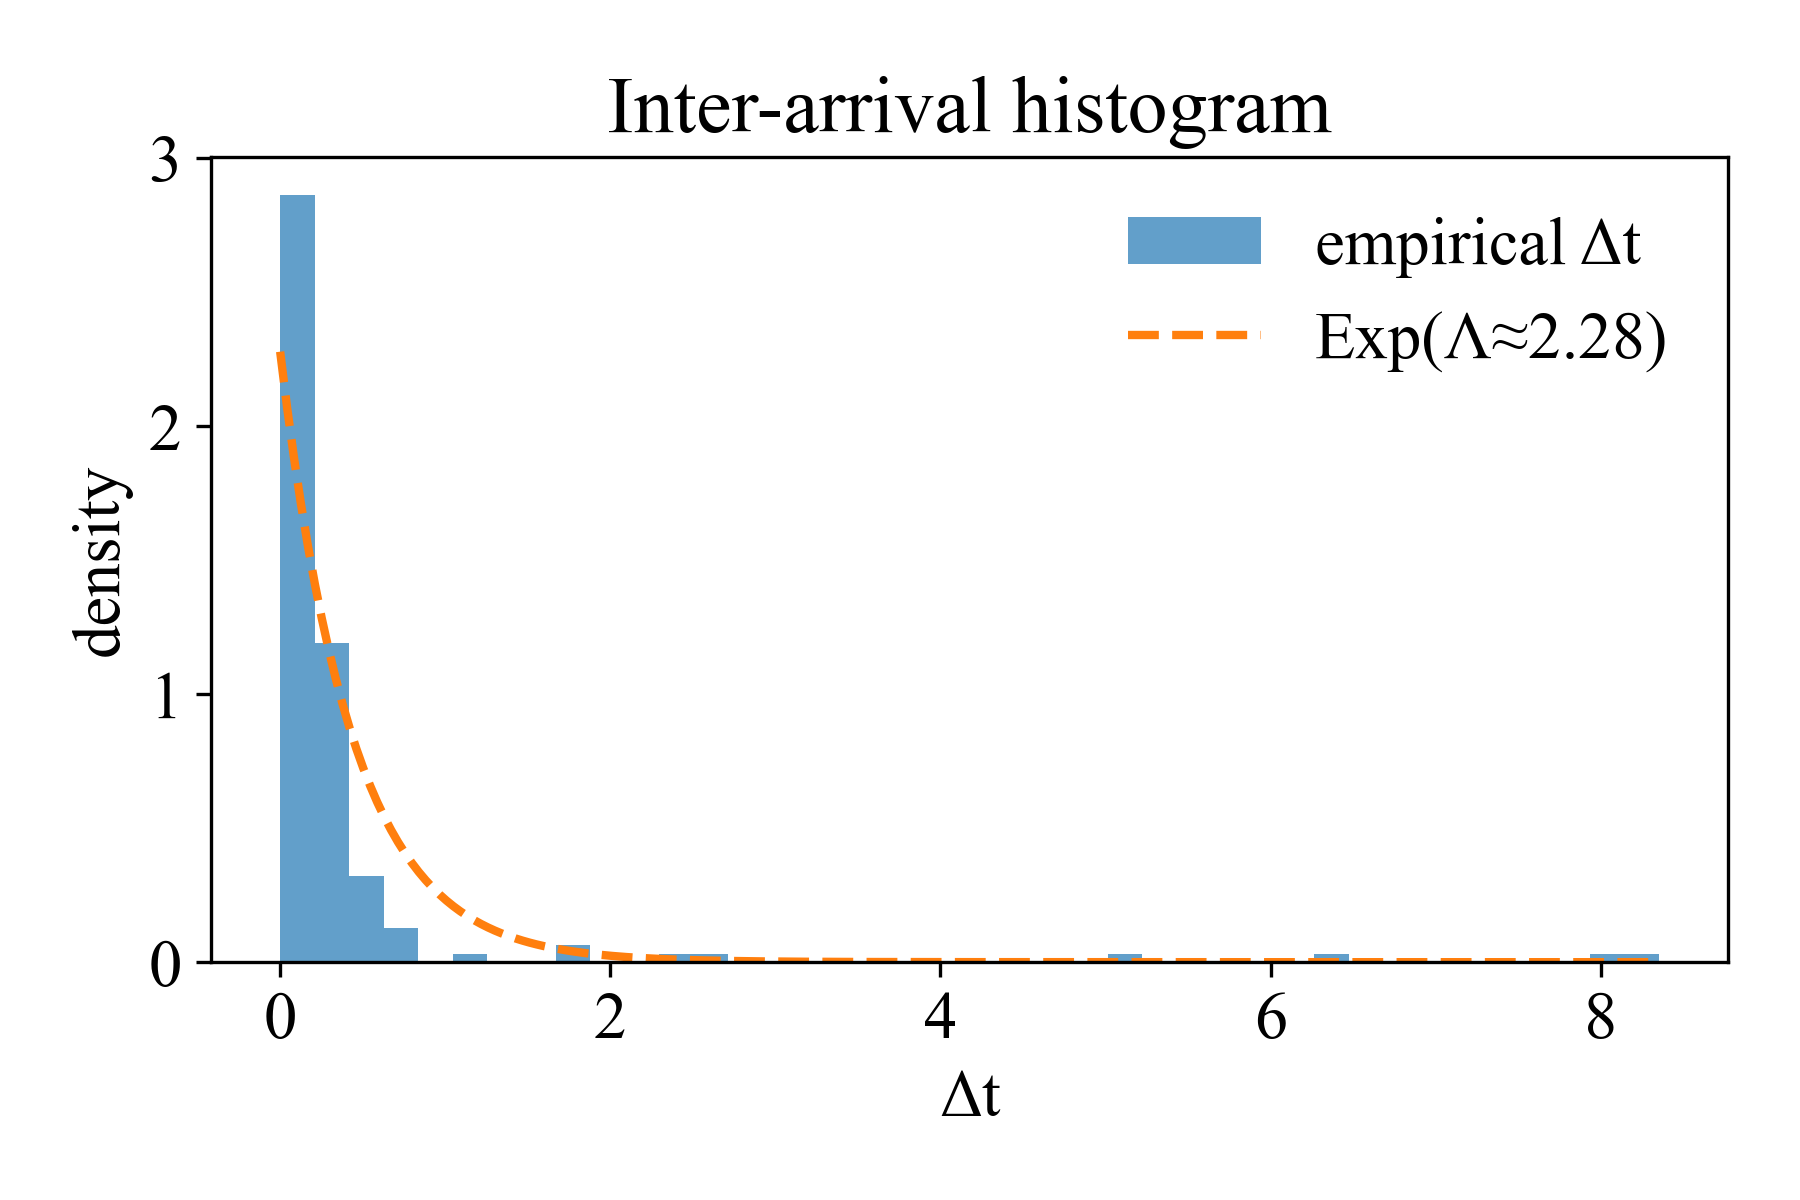 Inter-arrival histogram
3
2
1
0
density
empirical Δt
Exp(Λ≈2.28)
0 2 4 6 8
Δt